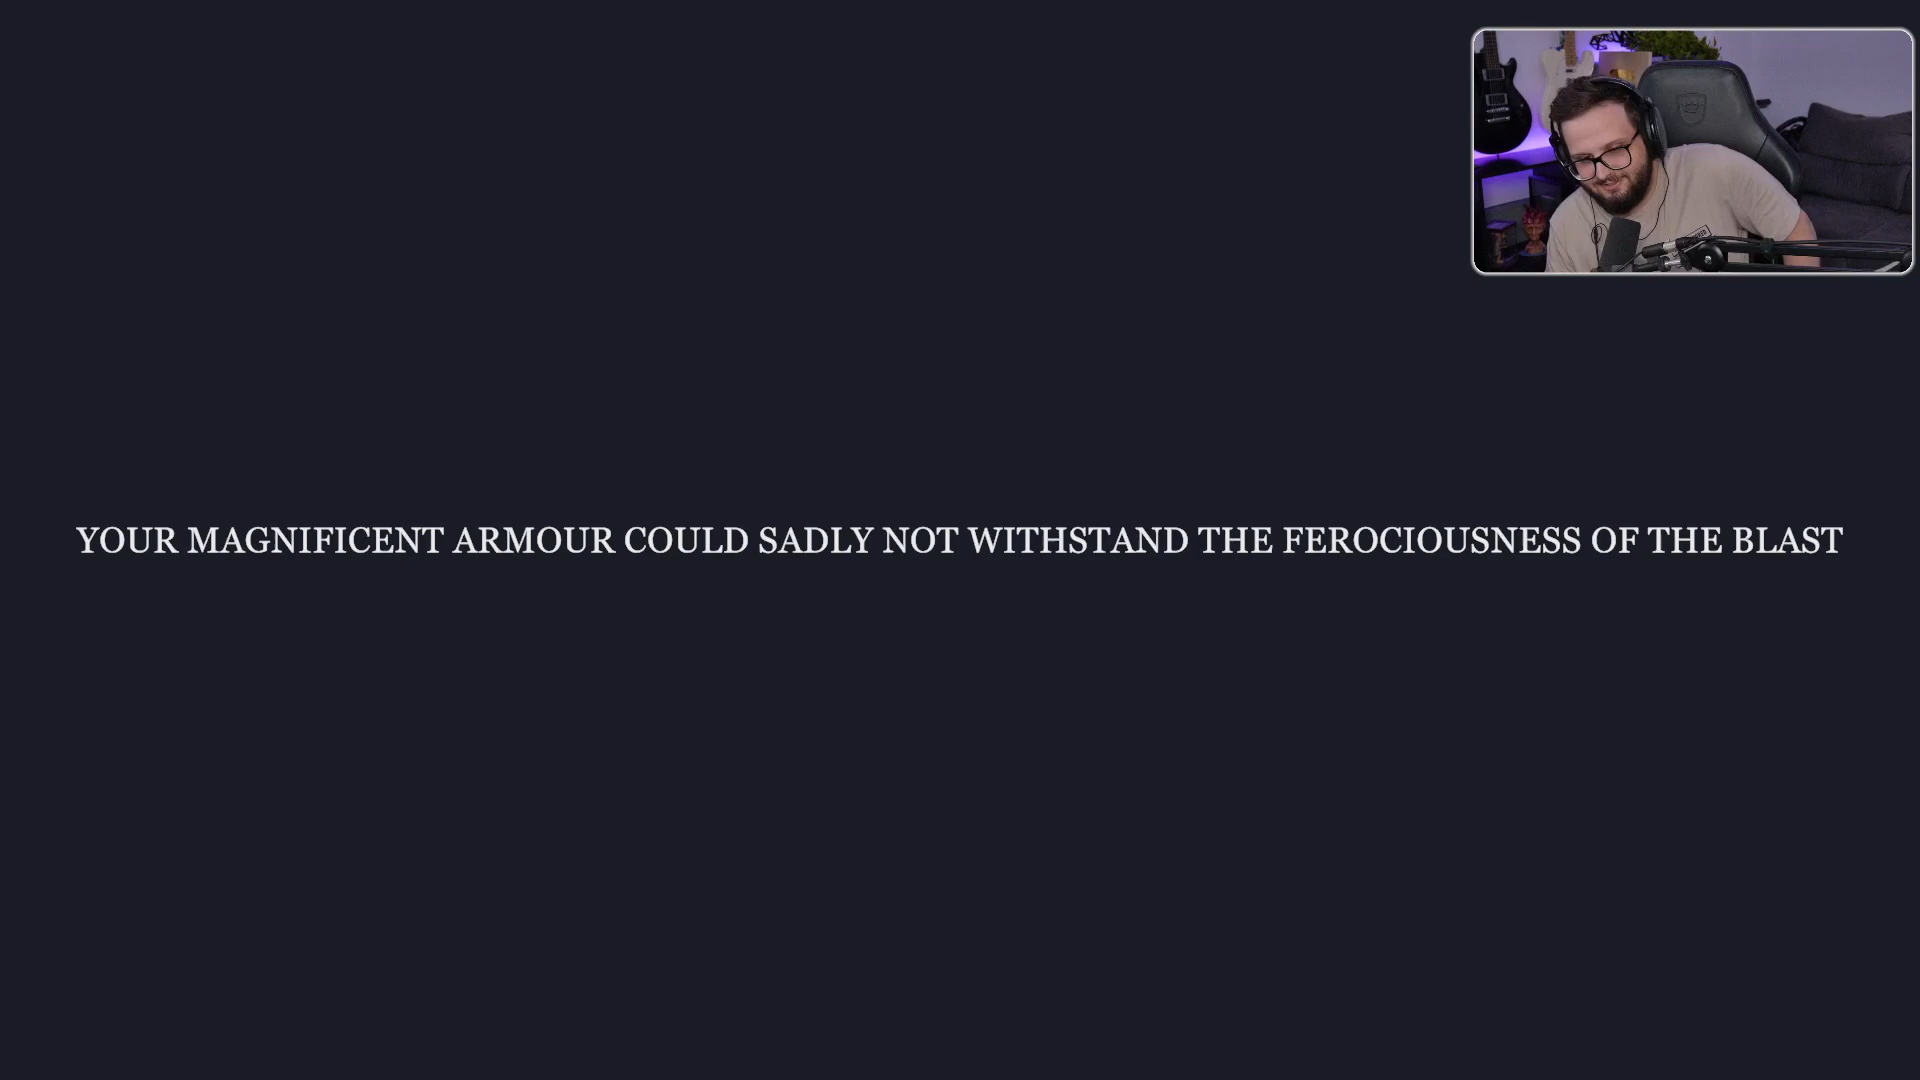 YOUR MAGNIFICENT ARMOUR COULD SADLY NOT WITHSTAND THE FEROCIOUSNESS OF THE BLAST